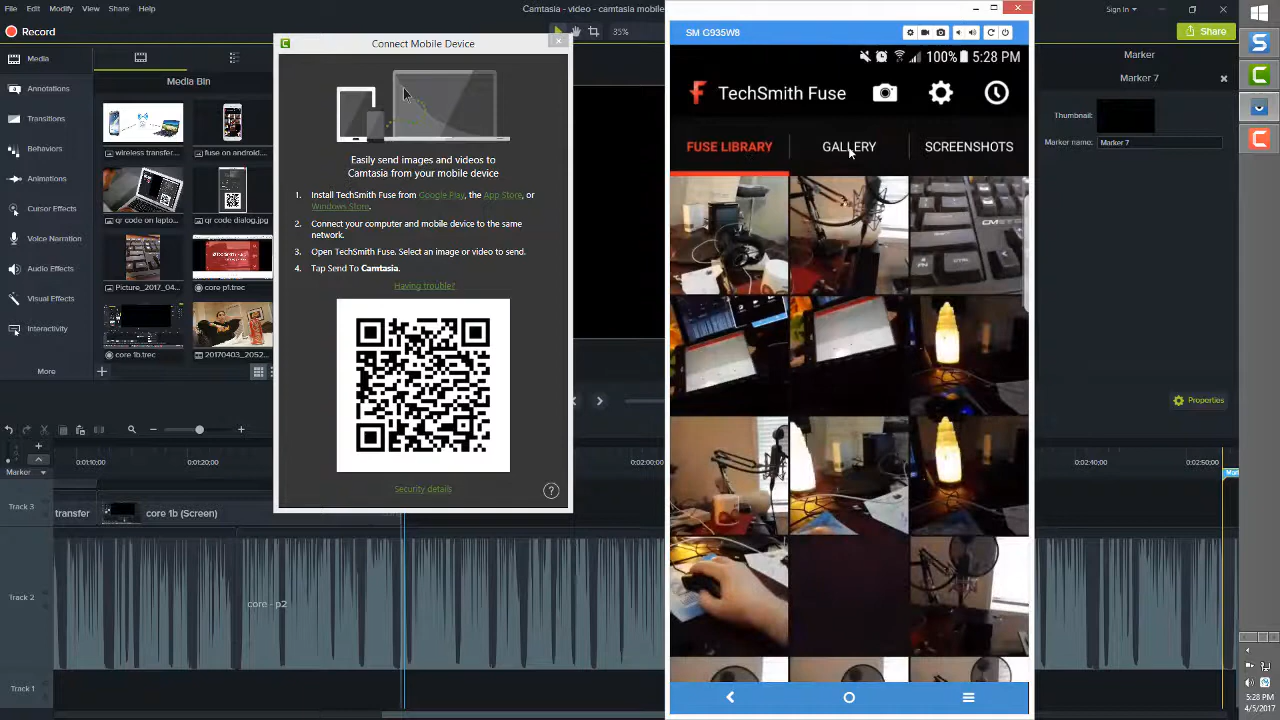 File Edit Modify View Share Help
Camtasia - video - camtasia mobile
Sign In
Record
33%
Share
Media
Annotations
Transitions
Behaviors
Animations
Cursor Effects
Voice Narration
Audio Effects
Visual Effects
Interactivity
More
Media Bin
wireless transfer...
fuse on android...
qr code on lapto...
qr code dialog.jpg
Picture_2017_04...
core p1.trec
core 1b.trec
20170403_2052...
Connect Mobile Device
Easily send images and videos to
Camtasia from your mobile device
1. Install TechSmith Fuse from Google Play, the App Store, or
Windows Store.
2. Connect your computer and mobile device to the same
network.
3. Open TechSmith Fuse. Select an image or video to send.
4. Tap Send To Camtasia.
Having trouble?
Security details
?
SM G935W8
100% 5:28 PM
TechSmith Fuse
FUSE LIBRARY
GALLERY
SCREENSHOTS
Marker
Marker 7
Thumbnail:
Marker name: Marker 7
Properties
Marker
0:01:10;00
0:01:20;00
0:02:00;0
0:02:40;00
0:02:50;00
Track 3
transfer
core 1b (Screen)
Track 2
core - p2
Track 1
5:28 PM
4/5/2017